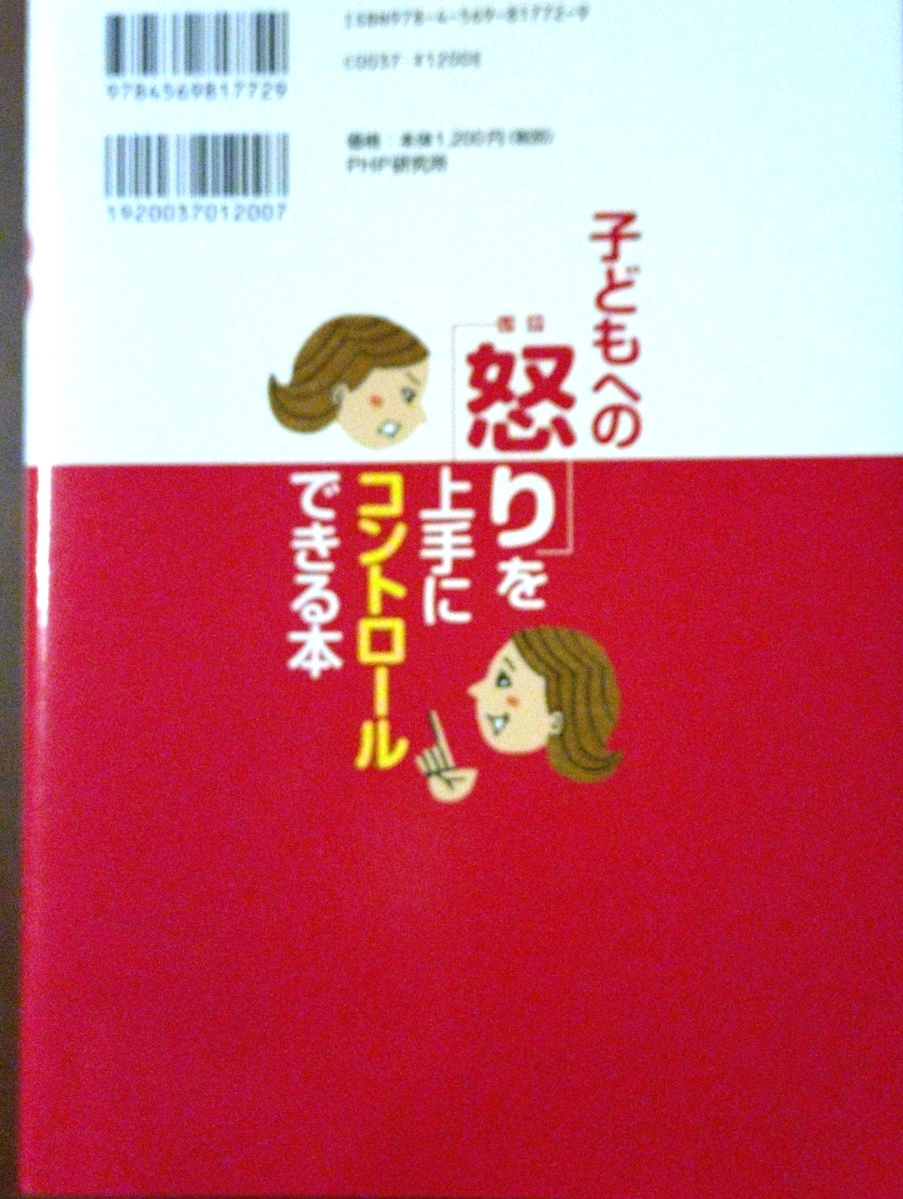 ISBN978-4-569-81772-9
C0037 ¥1200E
9784569817729
価格：本体1,200円(税別)
PHP研究所
1920037012007
子どもへの
「怒り」を
上手に
コントロール
できる本